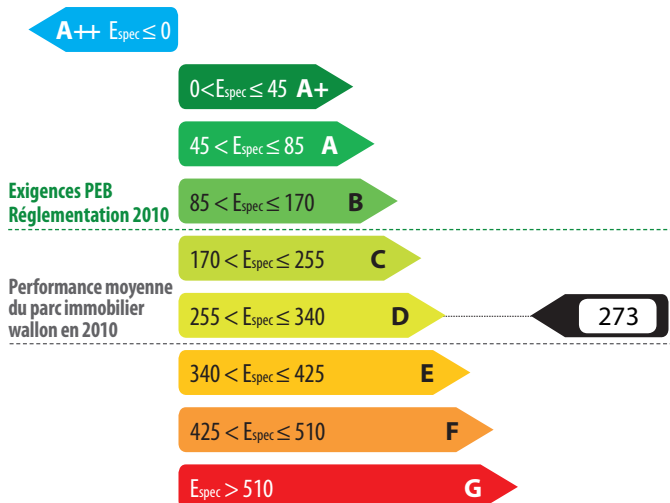 A++ Espec ≤ 0
0 < Espec ≤ 45 A+
45 < Espec ≤ 85 A
Exigences PEB
Réglementation 2010
85 < Espec ≤ 170 B
170 < Espec ≤ 255 C
Performance moyenne
du parc immobilier
wallon en 2010
255 < Espec ≤ 340 D
273
340 < Espec ≤ 425 E
425 < Espec ≤ 510 F
Espec > 510 G